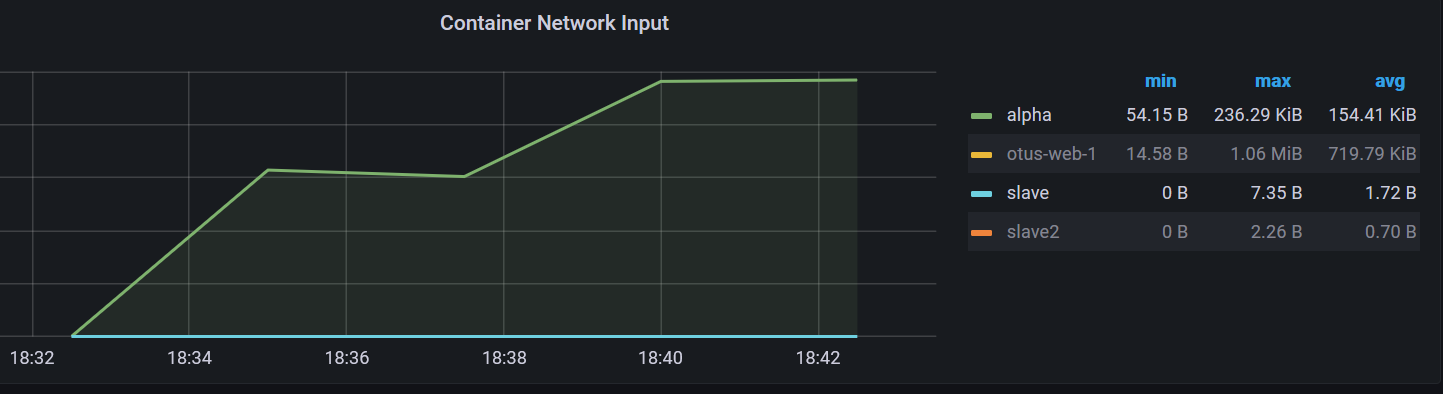 Container Network Input
min max avg
alpha 54.15 B 236.29 KiB 154.41 KiB
otus-web-1 14.58 B 1.06 MiB 719.79 KiB
slave 0 B 7.35 B 1.72 B
slave2 0 B 2.26 B 0.70 B
18:32 18:34 18:36 18:38 18:40 18:42